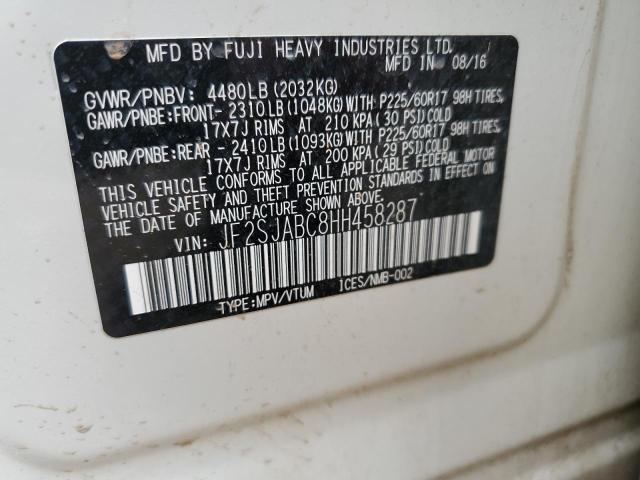 MFD BY FUJI HEAVY INDUSTRIES LTD.
MFD IN 08/16
GVWR/PNBV: 4480LB (2032KG)
GAWR/PNBE:FRONT- 2310LB(1048KG)WITH P225/60R17 98H TIRES,
17X7J RIMS AT 210 KPA (30 PSI)COLD
GAWR/PNBE:REAR - 2410LB(1093KG)WITH P225/60R17 98H TIRES,
17X7J RIMS AT 200 KPA (29 PSI)COLD
THIS VEHICLE CONFORMS TO ALL APPLICABLE FEDERAL MOTOR
VEHICLE SAFETY AND THEFT PREVENTION STANDARDS IN EFFECT ON
THE DATE OF MANUFACTURE SHOWN ABOVE.
VIN: JF2SJABC8HH458287
TYPE:MPV/VTUM ICES/NMB-002